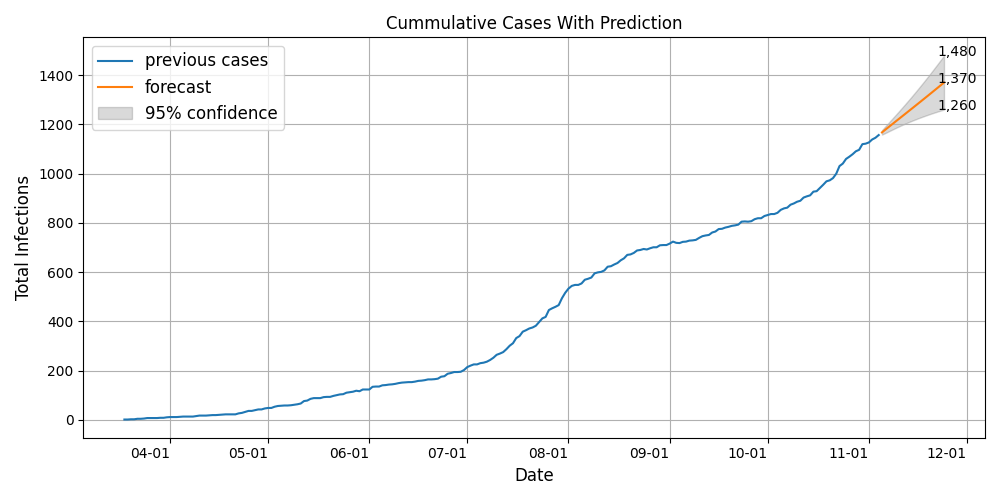 Cummulative Cases With Prediction
previous cases
forecast
95% confidence
1,480
1,370
1,260
Total Infections
1400
1200
1000
800
600
400
200
0
04-01 05-01 06-01 07-01 08-01 09-01 10-01 11-01 12-01
Date